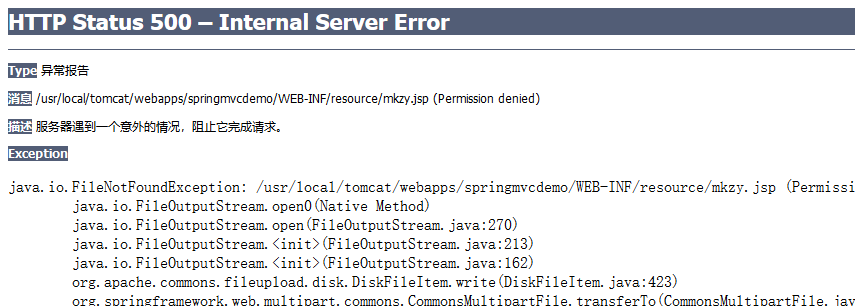 HTTP Status 500 – Internal Server Error
Type 异常报告
消息 /usr/local/tomcat/webapps/springmvcdemo/WEB-INF/resource/mkzy.jsp (Permission denied)
描述 服务器遇到一个意外的情况，阻止它完成请求。
Exception
java.io.FileNotFoundException: /usr/local/tomcat/webapps/springmvcdemo/WEB-INF/resource/mkzy.jsp (Permissi
java.io.FileOutputStream.open0(Native Method)
java.io.FileOutputStream.open(FileOutputStream.java:270)
java.io.FileOutputStream.<init>(FileOutputStream.java:213)
java.io.FileOutputStream.<init>(FileOutputStream.java:162)
org.apache.commons.fileupload.disk.DiskFileItem.write(DiskFileItem.java:423)
org.springframework.web.multipart.commons.CommonsMultipartFile.transferTo(CommonsMultipartFile.jav